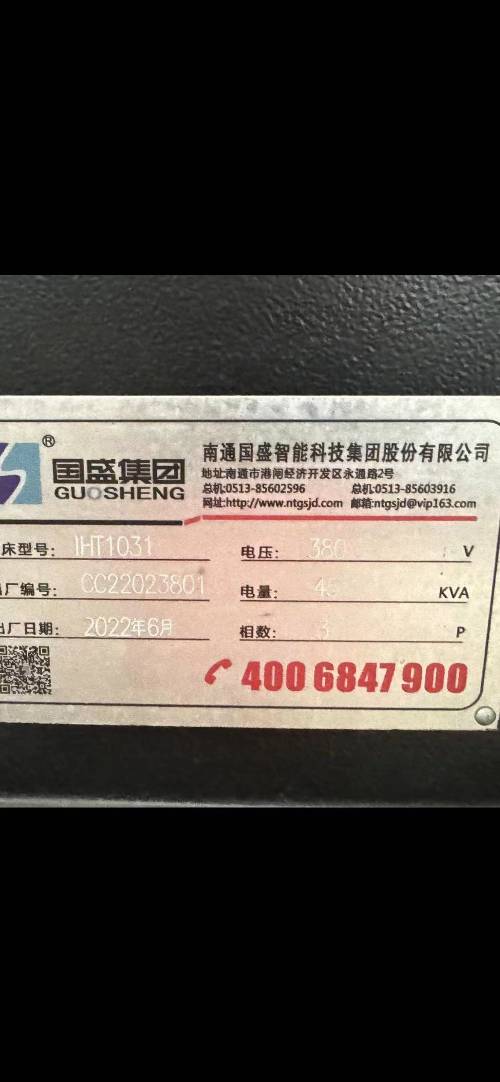 ®
国盛集团
GUOSHENG
南通国盛智能科技集团股份有限公司
地址:南通市港闸经济开发区永通路2号
总机:0513-85602596 总机:0513-85603916
网址:http://www.ntgsjd.com 邮箱:ntgsjd@vip163.com
床型号: IHT1031 电压: 380 V
厂编号: CC22023801 电量: 45 KVA
出厂日期: 2022年6月 相数: 3 P
400 6847 900